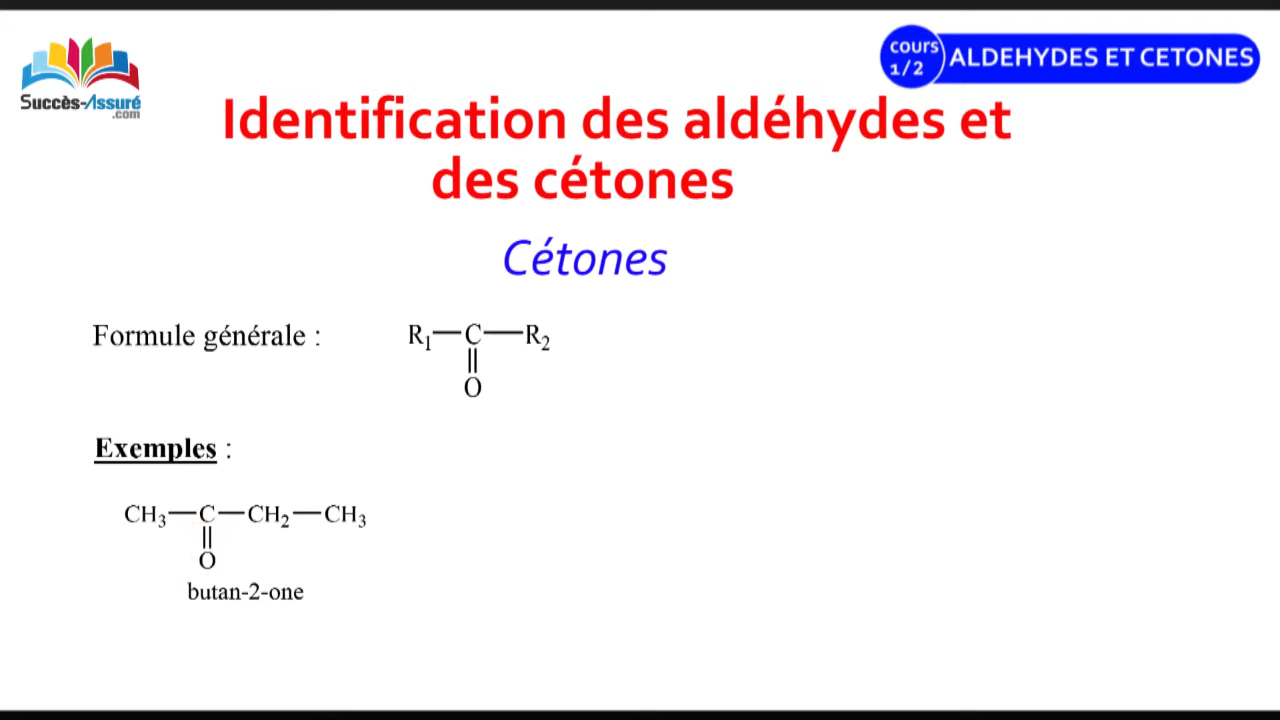 Succès-Assuré
.com
cours
1/2
ALDEHYDES ET CETONES
Identification des aldéhydes et
des cétones
Cétones
Formule générale : R₁—C—R₂
O
Exemples :
CH₃—C—CH₂—CH₃
O
butan-2-one